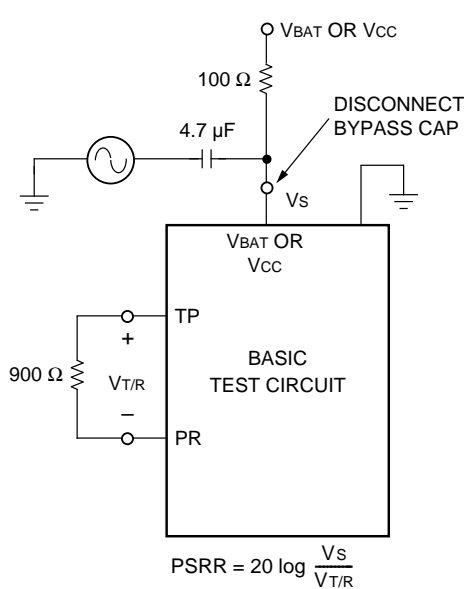 VBAT OR VCC
100 Ω
DISCONNECT
BYPASS CAP
4.7 µF
VS
VBAT OR
VCC
TP
+
900 Ω
VT/R
BASIC
TEST CIRCUIT
–
PR
PSRR = 20 log VS
VT/R